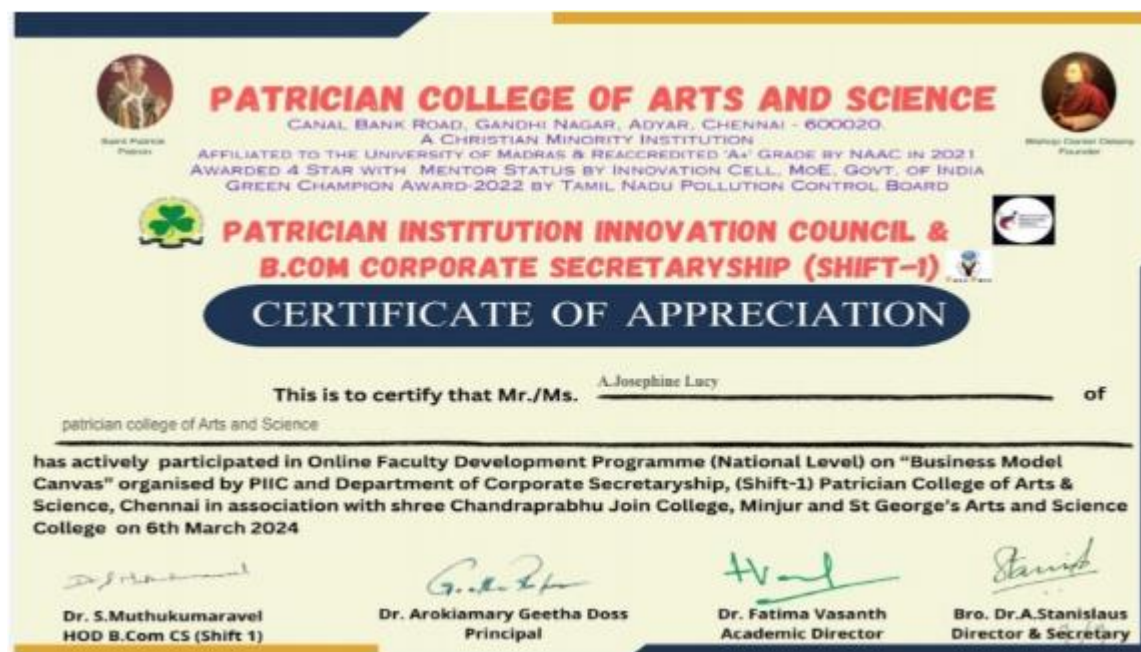 PATRICIAN COLLEGE OF ARTS AND SCIENCE
CANAL BANK ROAD, GANDHI NAGAR, ADYAR, CHENNAI - 600020.
A CHRISTIAN MINORITY INSTITUTION
AFFILIATED TO THE UNIVERSITY OF MADRAS & REACCREDITED 'A+' GRADE BY NAAC IN 2021
AWARDED 4 STAR WITH MENTOR STATUS BY INNOVATION CELL, MOE, GOVT. OF INDIA
GREEN CHAMPION AWARD-2022 BY TAMIL NADU POLLUTION CONTROL BOARD
Saint Patrick
Patron
Founder
PATRICIAN INSTITUTION INNOVATION COUNCIL &
B.COM CORPORATE SECRETARYSHIP (SHIFT-1)
CERTIFICATE OF APPRECIATION
This is to certify that Mr./Ms. A.Josephine Lucy of
patrician college of Arts and Science
has actively participated in Online Faculty Development Programme (National Level) on "Business Model
Canvas" organised by PIIC and Department of Corporate Secretaryship, (Shift-1) Patrician College of Arts &
Science, Chennai in association with shree Chandraprabhu Join College, Minjur and St George's Arts and Science
College on 6th March 2024
Dr. S.Muthukumaravel
HOD B.Com CS (Shift 1)
Dr. Arokiamary Geetha Doss
Principal
Dr. Fatima Vasanth
Academic Director
Bro. Dr.A.Stanislaus
Director & Secretary